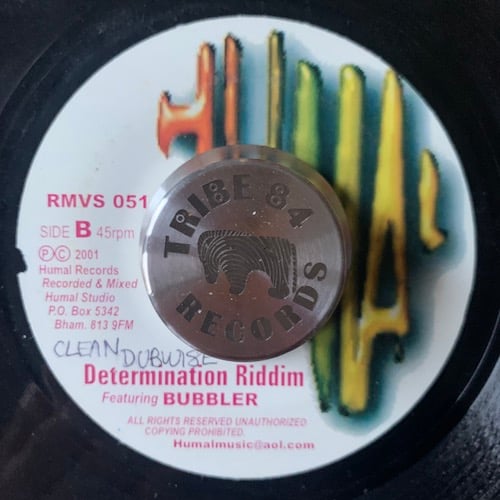 RMVS 051
SIDE B 45rpm
Ⓟ Ⓒ 2001
Humal Records
Recorded & Mixed
Humal Studio
P.O. Box 5342
Bham. 813 9FM
CLEAN DUBWISE
Determination Riddim
Featuring BUBBLER
ALL RIGHTS RESERVED UNAUTHORIZED
COPYING PROHIBITED.
Humalmusic@aol.com
TRIBE 84
RECORDS